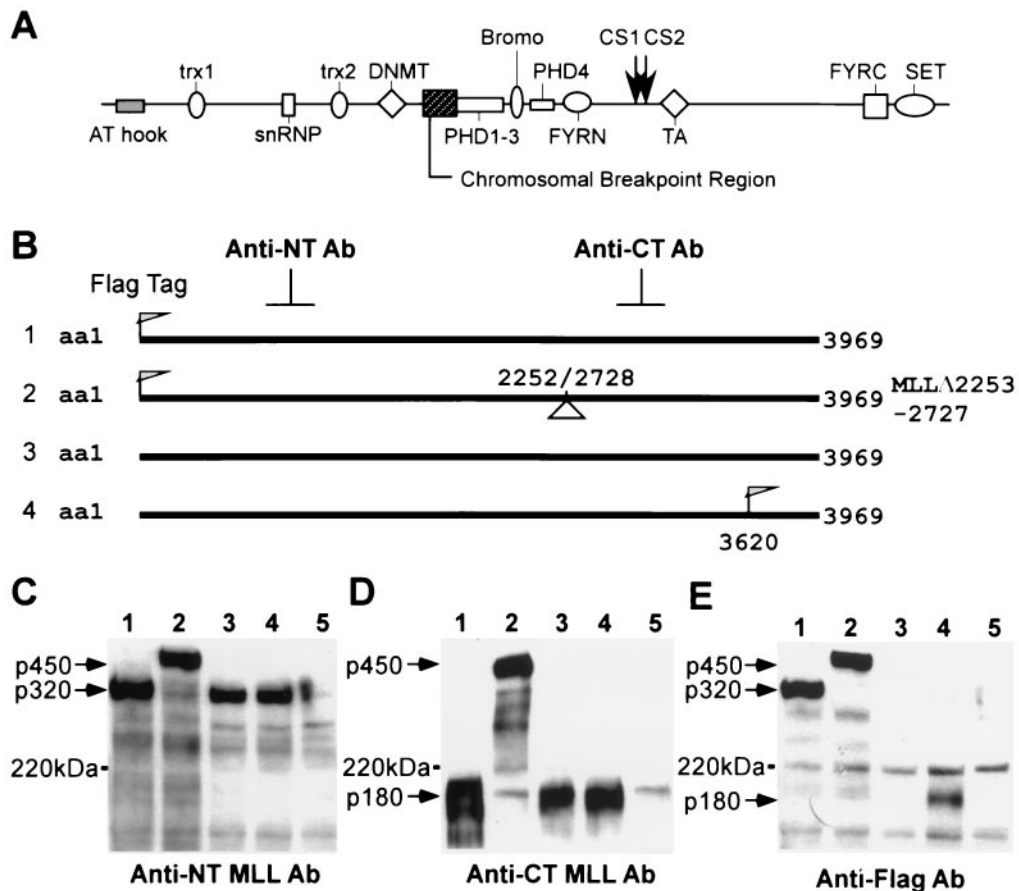 A
Bromo
CS1 CS2
trx1
trx2 DNMT
PHD4
FYRC SET
AT hook
snRNP
PHD1-3
FYRN
TA
Chromosomal Breakpoint Region
B
Anti-NT Ab
Anti-CT Ab
Flag Tag
1 aa1 3969
2252/2728
2 aa1 3969 MLLΔ2253
-2727
3 aa1 3969
4 aa1 3969
3620
C
1 2 3 4 5
p450
p320
220kDa
Anti-NT MLL Ab
D
1 2 3 4 5
p450
220kDa
p180
Anti-CT MLL Ab
E
1 2 3 4 5
p450
p320
220kDa
p180
Anti-Flag Ab